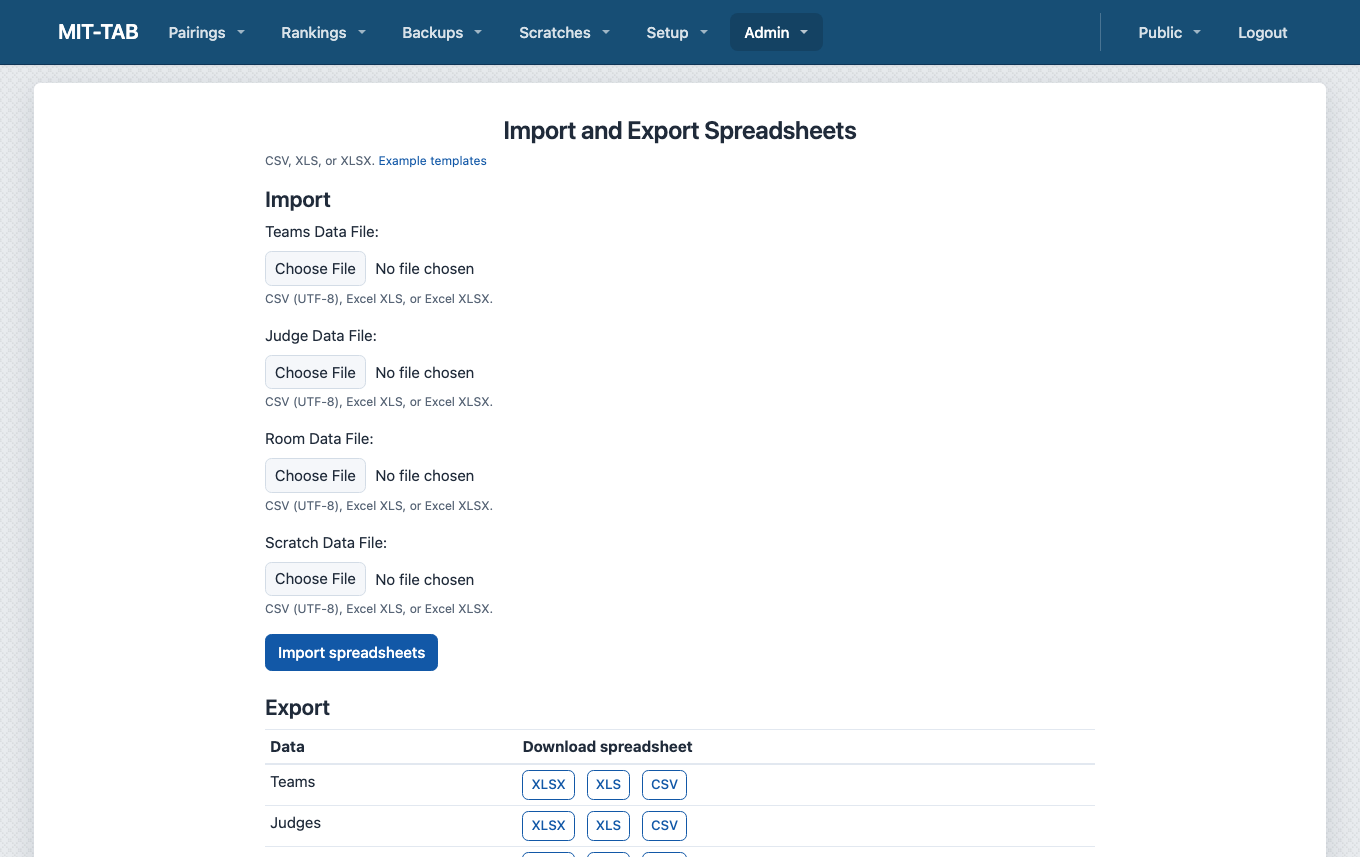 MIT-TAB Pairings Rankings Backups Scratches Setup Admin Public Logout
Import and Export Spreadsheets
CSV, XLS, or XLSX. Example templates
Import
Teams Data File:
Choose File No file chosen
CSV (UTF-8), Excel XLS, or Excel XLSX.
Judge Data File:
Choose File No file chosen
CSV (UTF-8), Excel XLS, or Excel XLSX.
Room Data File:
Choose File No file chosen
CSV (UTF-8), Excel XLS, or Excel XLSX.
Scratch Data File:
Choose File No file chosen
CSV (UTF-8), Excel XLS, or Excel XLSX.
Import spreadsheets
Export
Data Download spreadsheet
Teams XLSX XLS CSV
Judges XLSX XLS CSV